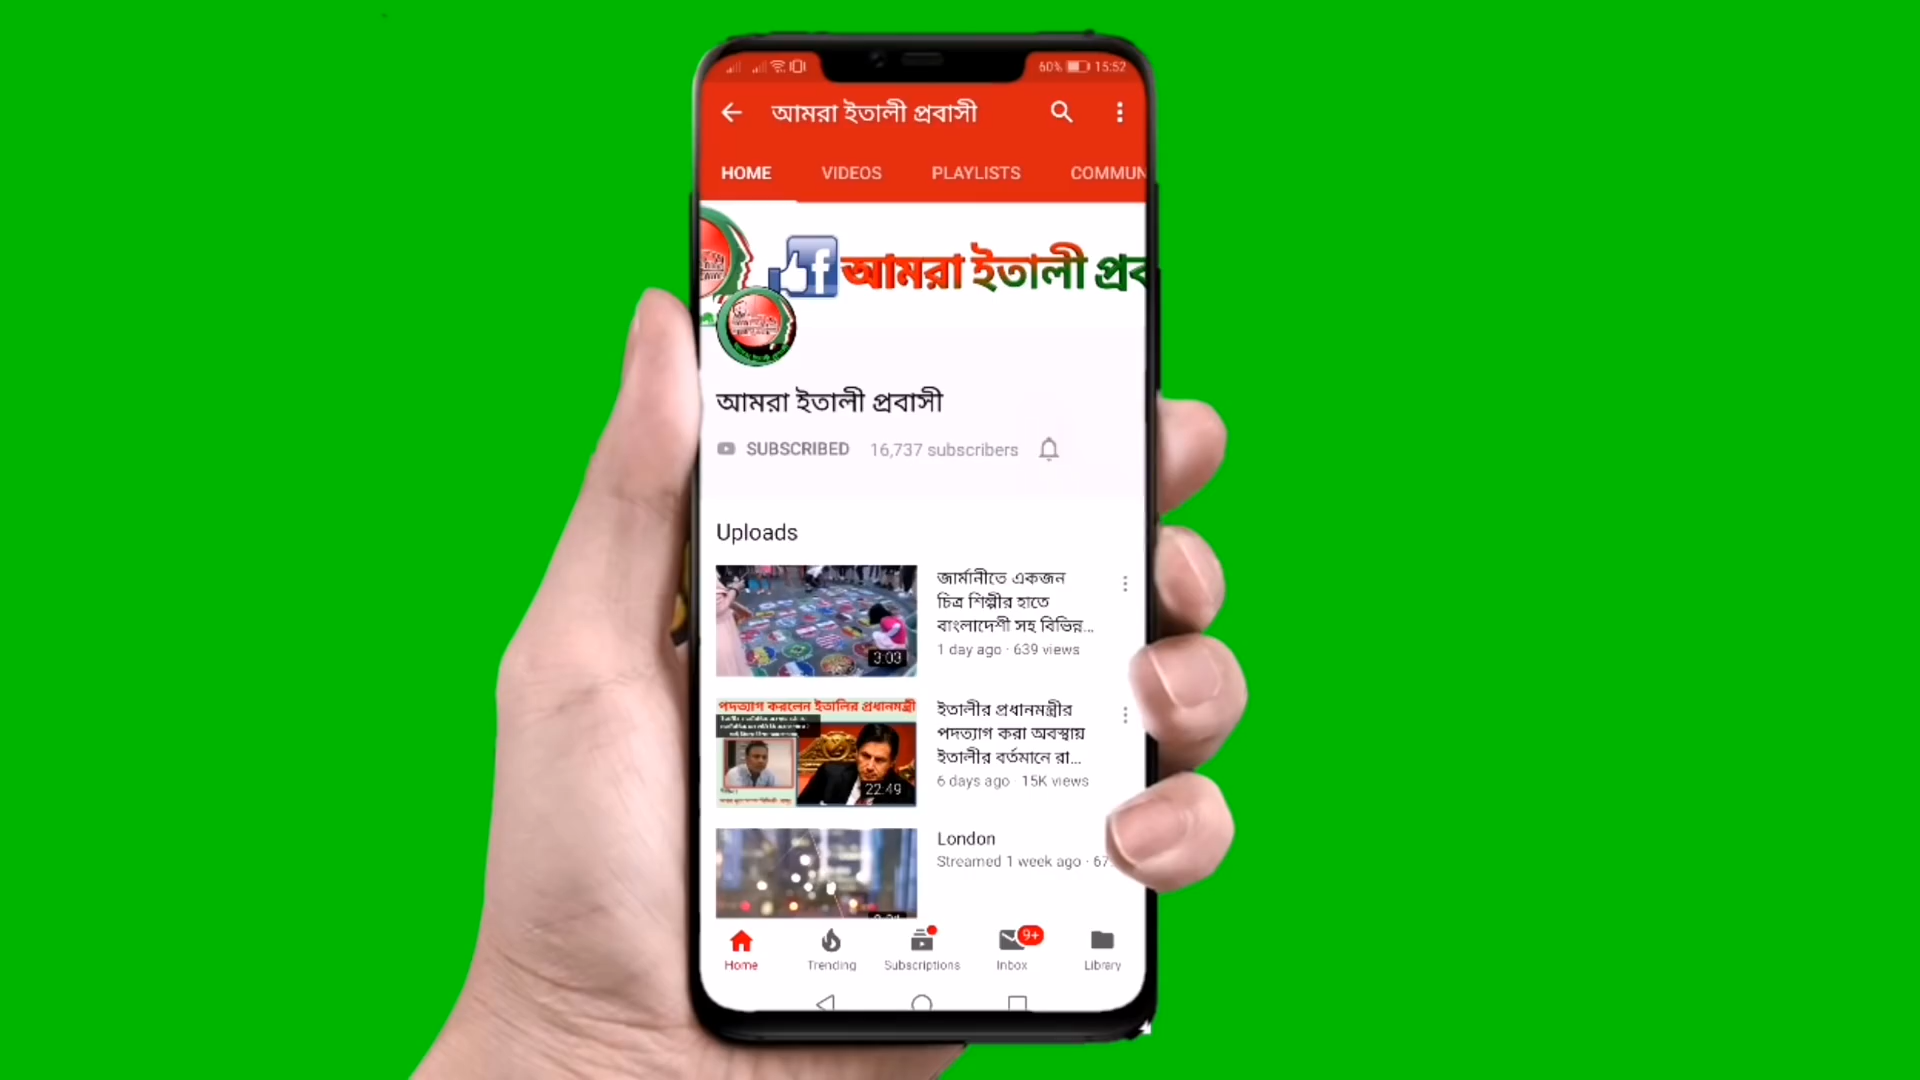 60% 15:52
আমরা ইতালী প্রবাসী
HOME VIDEOS PLAYLISTS COMMUN
আমরা ইতালী প্রব
আমরা ইতালী প্রবাসী
SUBSCRIBED 16,737 subscribers
Uploads
জার্মানীতে একজন
চিত্র শিল্পীর হাতে
বাংলাদেশী সহ বিভিন্ন...
1 day ago · 639 views
3:03
পদত্যাগ করলেন ইতালির প্রধানমন্ত্রী
ইতালীর প্রধানমন্ত্রীর
পদত্যাগ করা অবস্থায়
ইতালীর বর্তমানে রা...
6 days ago · 15K views
22:49
London
Streamed 1 week ago · 67
9+
Home Trending Subscriptions Inbox Library